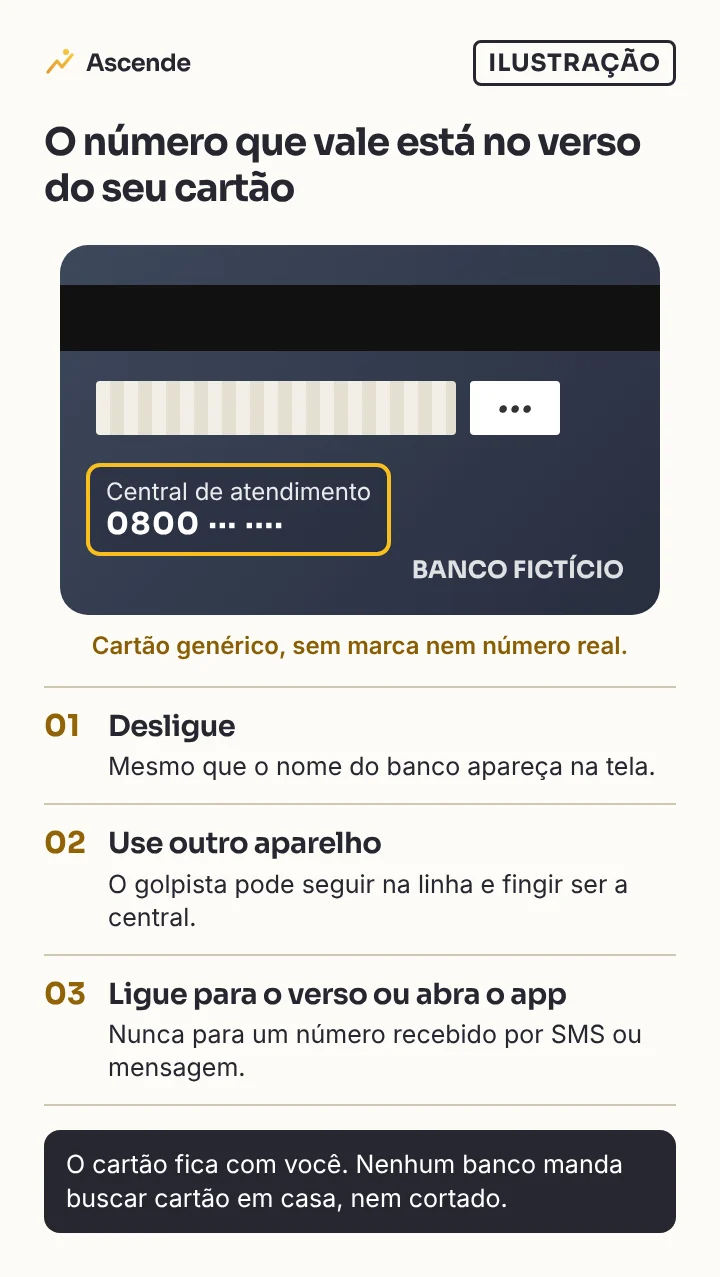 Ascende
ILUSTRAÇÃO
O número que vale está no verso
do seu cartão
•••
Central de atendimento
0800 ··· ····
BANCO FICTÍCIO
Cartão genérico, sem marca nem número real.
01 Desligue
Mesmo que o nome do banco apareça na tela.
02 Use outro aparelho
O golpista pode seguir na linha e fingir ser a
central.
03 Ligue para o verso ou abra o app
Nunca para um número recebido por SMS ou
mensagem.
O cartão fica com você. Nenhum banco manda
buscar cartão em casa, nem cortado.